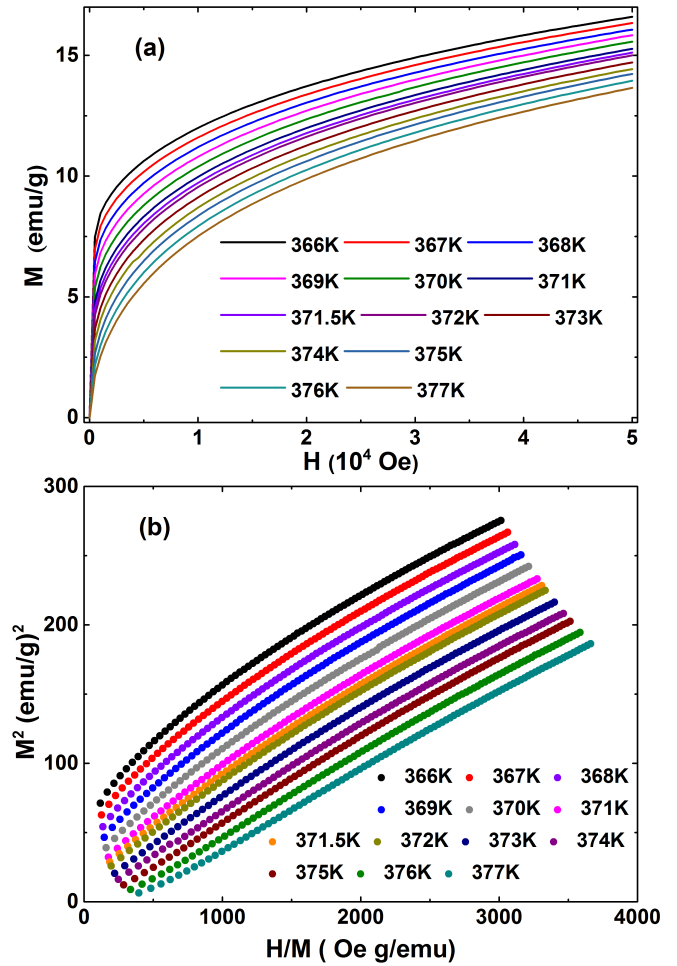 (a)
15
10
5
0
M (emu/g)
366K 367K 368K
369K 370K 371K
371.5K 372K 373K
374K 375K
376K 377K
0 1 2 3 4 5
H (10⁴ Oe)
300
(b)
200
100
0
M² (emu/g)²
366K 367K 368K
369K 370K 371K
371.5K 372K 373K 374K
375K 376K 377K
0 1000 2000 3000 4000
H/M ( Oe g/emu)